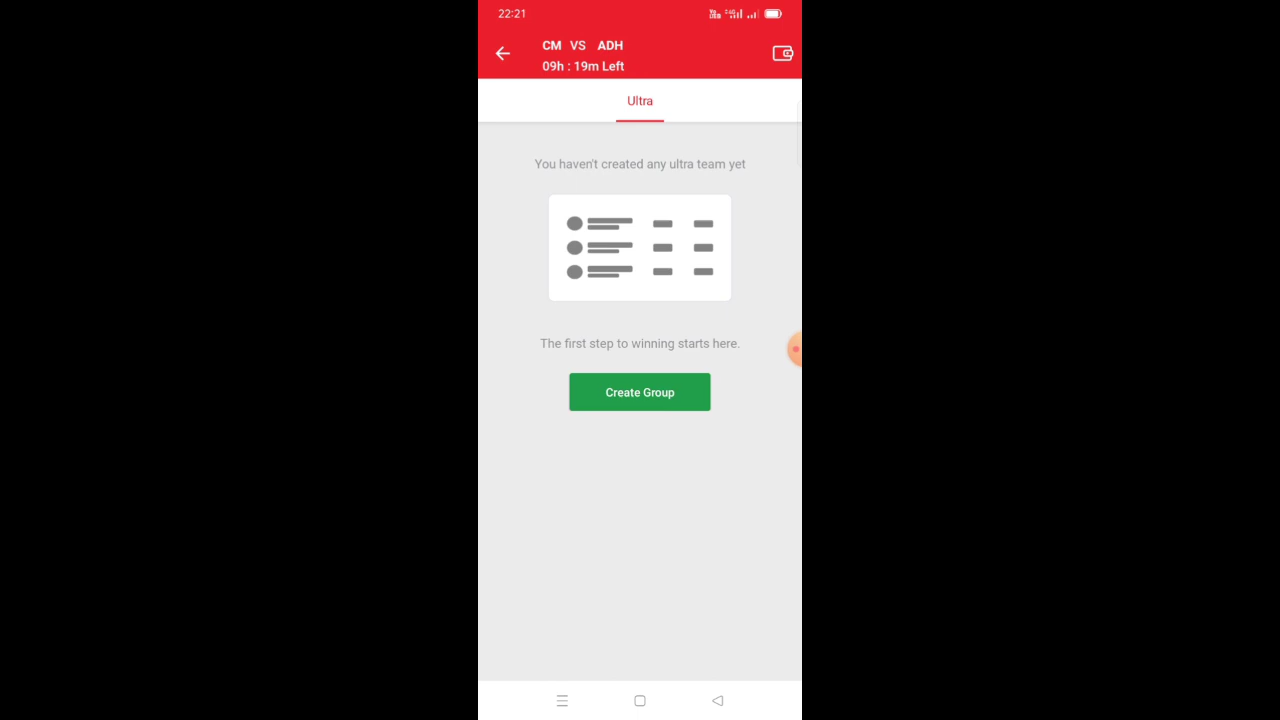 22:21
CM VS ADH
09h : 19m Left
Ultra
You haven't created any ultra team yet
The first step to winning starts here.
Create Group